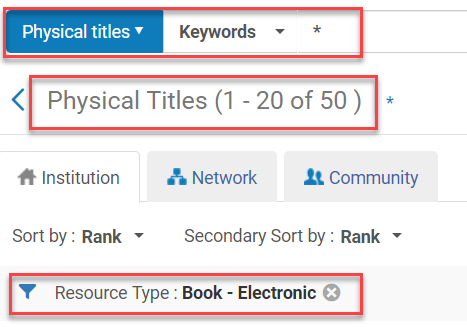 Physical titles Keywords *
Physical Titles (1 - 20 of 50 ) *
Institution Network Community
Sort by : Rank Secondary Sort by : Rank
Resource Type : Book - Electronic